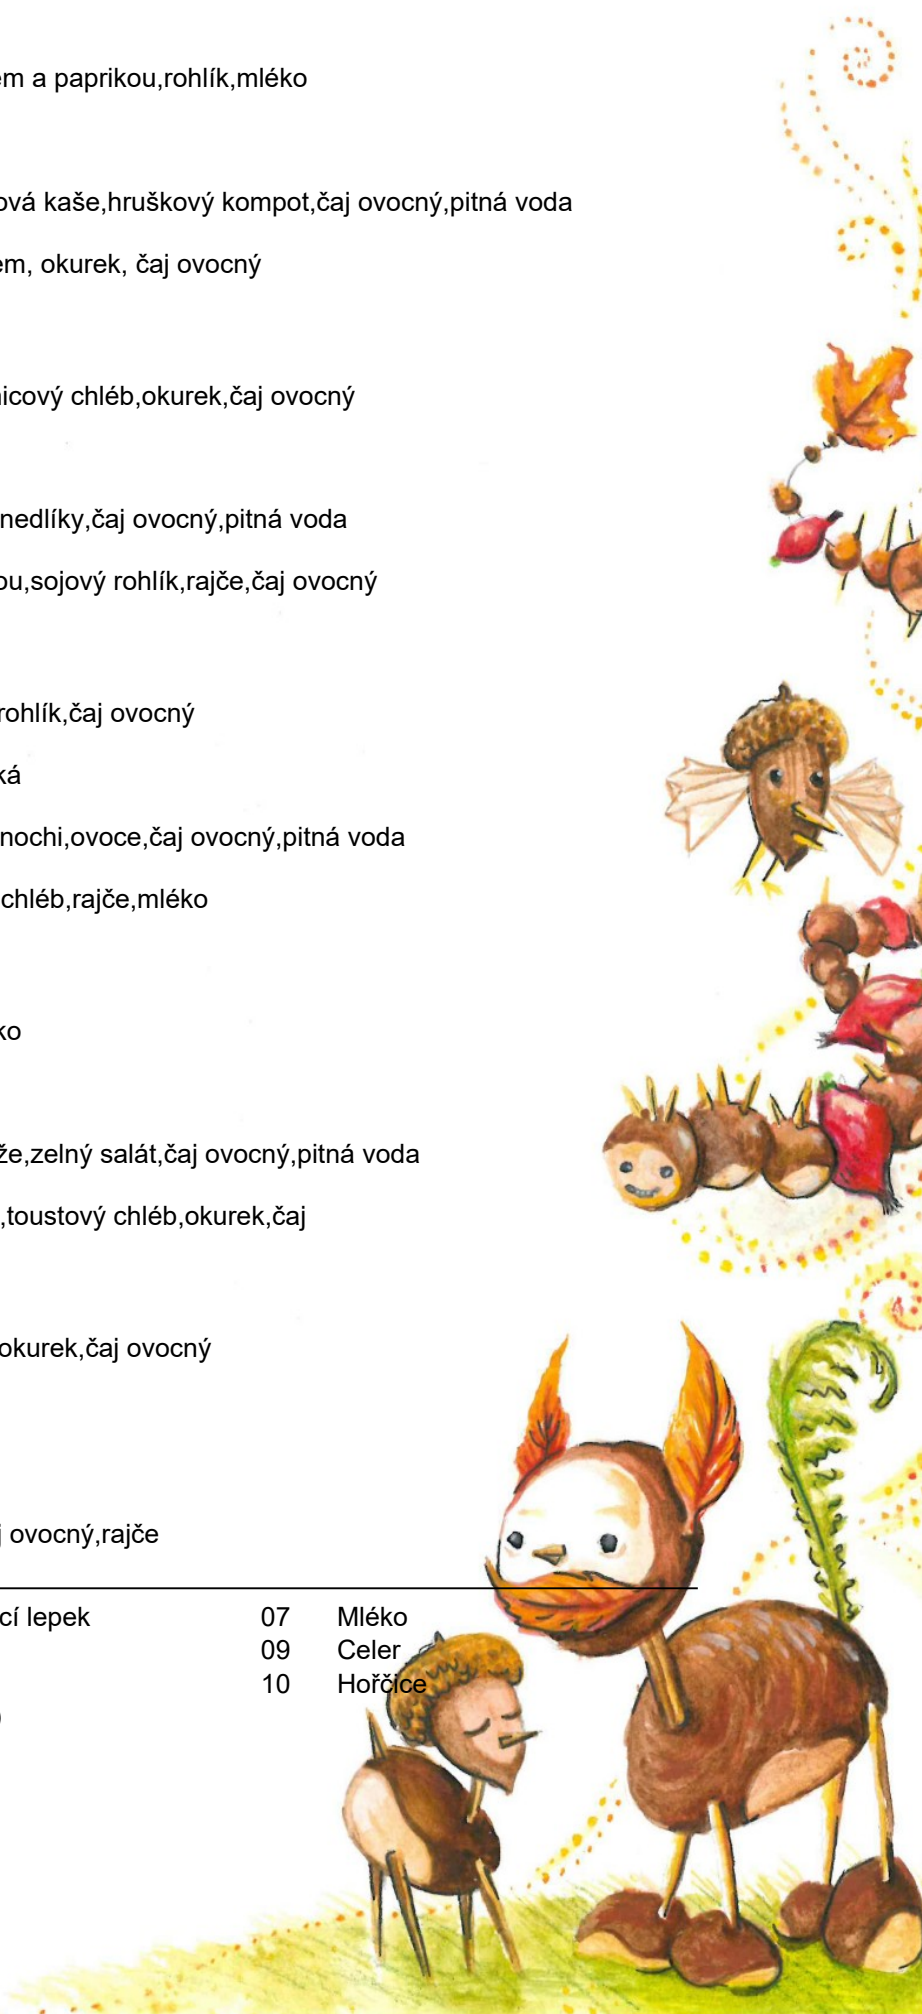 em a paprikou,rohlík,mléko
ová kaše,hruškový kompot,čaj ovocný,pitná voda
em, okurek, čaj ovocný
nicový chléb,okurek,čaj ovocný
nedlíky,čaj ovocný,pitná voda
ou,sojový rohlík,rajče,čaj ovocný
rohlík,čaj ovocný
ká
nochi,ovoce,čaj ovocný,pitná voda
chléb,rajče,mléko
ko
že,zelný salát,čaj ovocný,pitná voda
,toustový chléb,okurek,čaj
okurek,čaj ovocný
j ovocný,rajče
cí lepek 07 Mléko
09 Celer
10 Hořčice
)